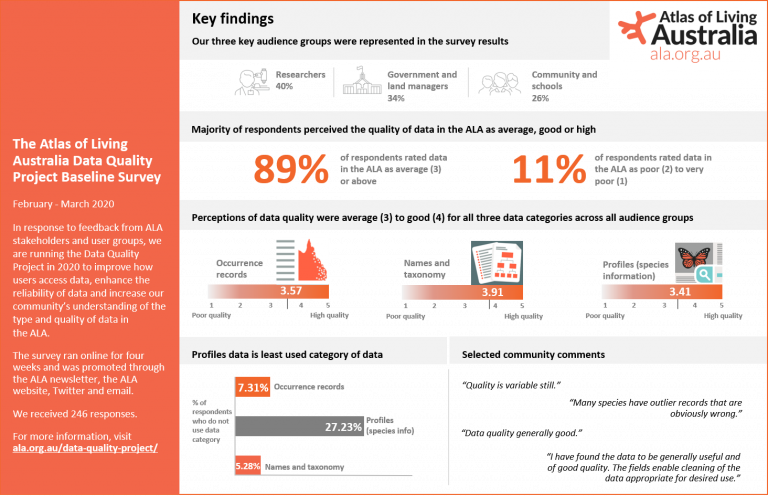 The Atlas of Living
Australia Data Quality
Project Baseline Survey
February - March 2020
In response to feedback from ALA
stakeholders and user groups, we
are running the Data Quality
Project in 2020 to improve how
users access data, enhance the
reliability of data and increase our
community's understanding of the
type and quality of data in
the ALA.
The survey ran online for four
weeks and was promoted through
the ALA newsletter, the ALA
website, Twitter and email.
We received 246 responses.
For more information, visit
ala.org.au/data-quality-project/
Key findings
Our three key audience groups were represented in the survey results
Atlas of Living
Australia
ala.org.au
Researchers
40%
Government and
land managers
34%
Community and
schools
26%
Majority of respondents perceived the quality of data in the ALA as average, good or high
89%
of respondents rated data
in the ALA as average (3)
or above
11%
of respondents rated data in
the ALA as poor (2) to very
poor (1)
Perceptions of data quality were average (3) to good (4) for all three data categories across all audience groups
Occurrence
records
3.57
1 2 3 4 5
Poor quality High quality
Names and
taxonomy
3.91
1 2 3 4 5
Poor quality High quality
Profiles (species
information)
3.41
1 2 3 4 5
Poor quality High quality
Profiles data is least used category of data
% of
respondents
who do not
use data
category
7.31% Occurrence records
27.23% Profiles
(species info)
5.28% Names and taxonomy
Selected community comments
"Quality is variable still."
"Many species have outlier records that are
obviously wrong."
"Data quality generally good."
"I have found the data to be generally useful and
of good quality. The fields enable cleaning of the
data appropriate for desired use."